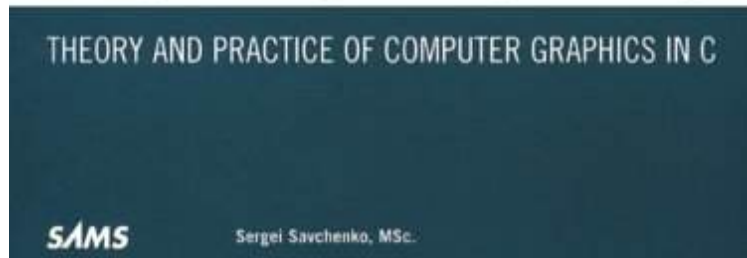 THEORY AND PRACTICE OF COMPUTER GRAPHICS IN C
SAMS
Sergei Savchenko, MSc.